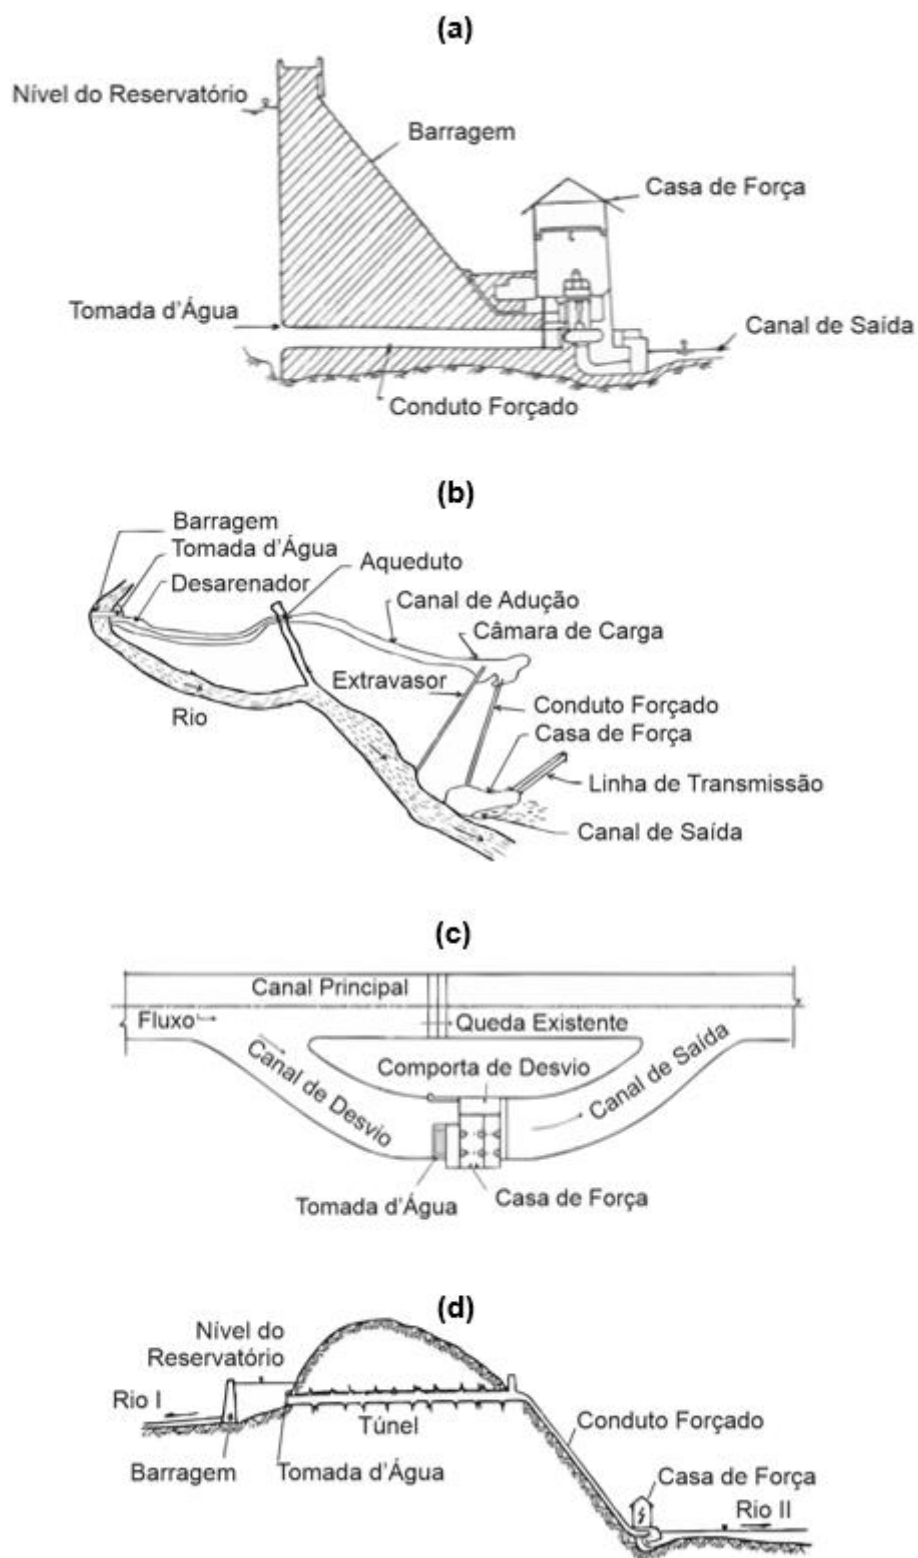 (a)
Nível do Reservatório
Barragem
Casa de Força
Tomada d'Água
Canal de Saída
Conduto Forçado
(b)
Barragem
Tomada d'Água
Desarenador
Aqueduto
Canal de Adução
Câmara de Carga
Extravasor
Conduto Forçado
Rio
Casa de Força
Linha de Transmissão
Canal de Saída
(c)
Canal Principal
Fluxo
Queda Existente
Canal de Desvio
Comporta de Desvio
Canal de Saída
Tomada d'Água
Casa de Força
(d)
Nível do
Reservatório
Rio I
Túnel
Conduto Forçado
Barragem
Tomada d'Água
Casa de Força
Rio II